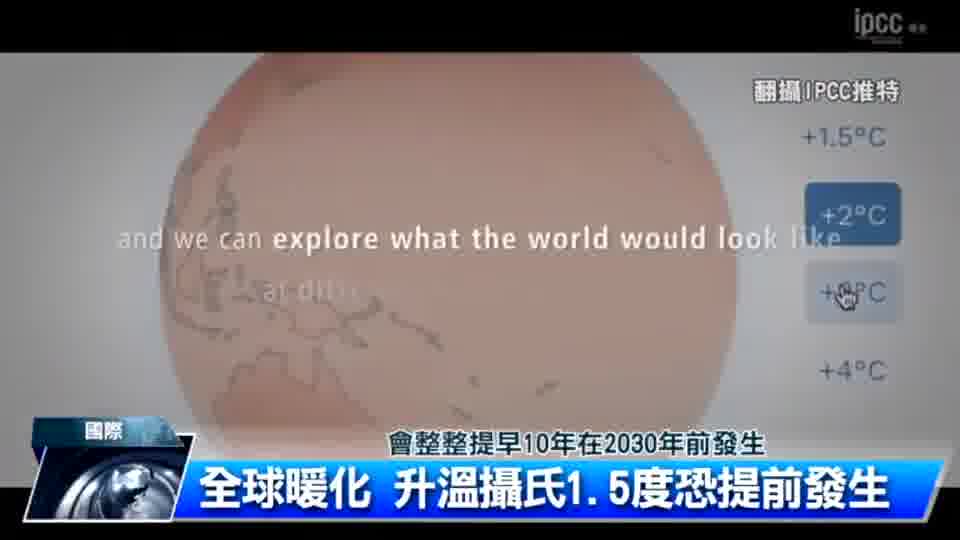 ipcc
翻攝IPCC推特
+1.5°C
+2°C
and we can explore what the world would look like
+4°C
國際
會整整提早10年在2030年前發生
全球暖化 升溫攝氏1.5度恐提前發生